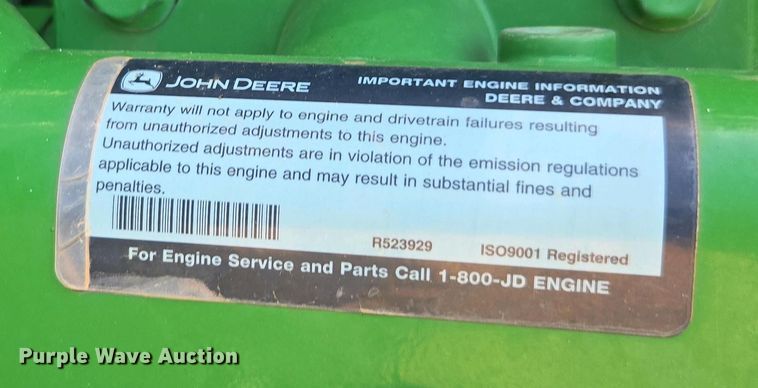 JOHN DEERE
IMPORTANT ENGINE INFORMATION
DEERE & COMPANY
Warranty will not apply to engine and drivetrain failures resulting
from unauthorized adjustments to this engine.
Unauthorized adjustments are in violation of the emission regulations
applicable to this engine and may result in substantial fines and
penalties.
R523929 ISO9001 Registered
For Engine Service and Parts Call 1-800-JD ENGINE
Purple Wave Auction